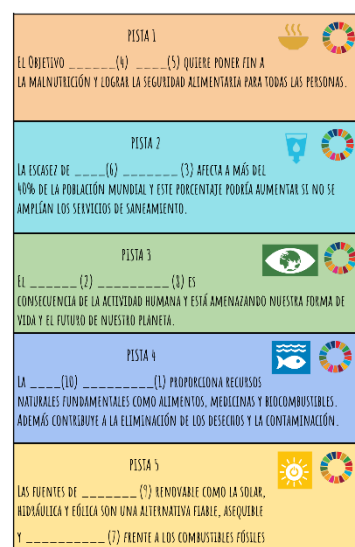 PISTA 1
EL OBJETIVO ______(4) ____(5) QUIERE PONER FIN A
LA MALNUTRICIÓN Y LOGRAR LA SEGURIDAD ALIMENTARIA PARA TODAS LAS PERSONAS.
PISTA 2
LA ESCASEZ DE ____(6) _______ (3) AFECTA A MÁS DEL
40% DE LA POBLACIÓN MUNDIAL Y ESTE PORCENTAJE PODRÍA AUMENTAR SI NO SE
AMPLÍAN LOS SERVICIOS DE SANEAMIENTO.
PISTA 3
EL ______ (2) _________ (8) ES
CONSECUENCIA DE LA ACTIVIDAD HUMANA Y ESTÁ AMENAZANDO NUESTRA FORMA DE
VIDA Y EL FUTURO DE NUESTRO PLANETA.
PISTA 4
LA ____(10) _________(1) PROPORCIONA RECURSOS
NATURALES FUNDAMENTALES COMO ALIMENTOS, MEDICINAS Y BIOCOMBUSTIBLES.
ADEMÁS CONTRIBUYE A LA ELIMINACIÓN DE LOS DESECHOS Y LA CONTAMINACIÓN.
PISTA 5
LAS FUENTES DE _______ (9) RENOVABLE COMO LA SOLAR,
HIDRÁULICA Y EÓLICA SON UNA ALTERNATIVA FIABLE, ASEQUIBLE
Y __________ (7) FRENTE A LOS COMBUSTIBLES FÓSILES